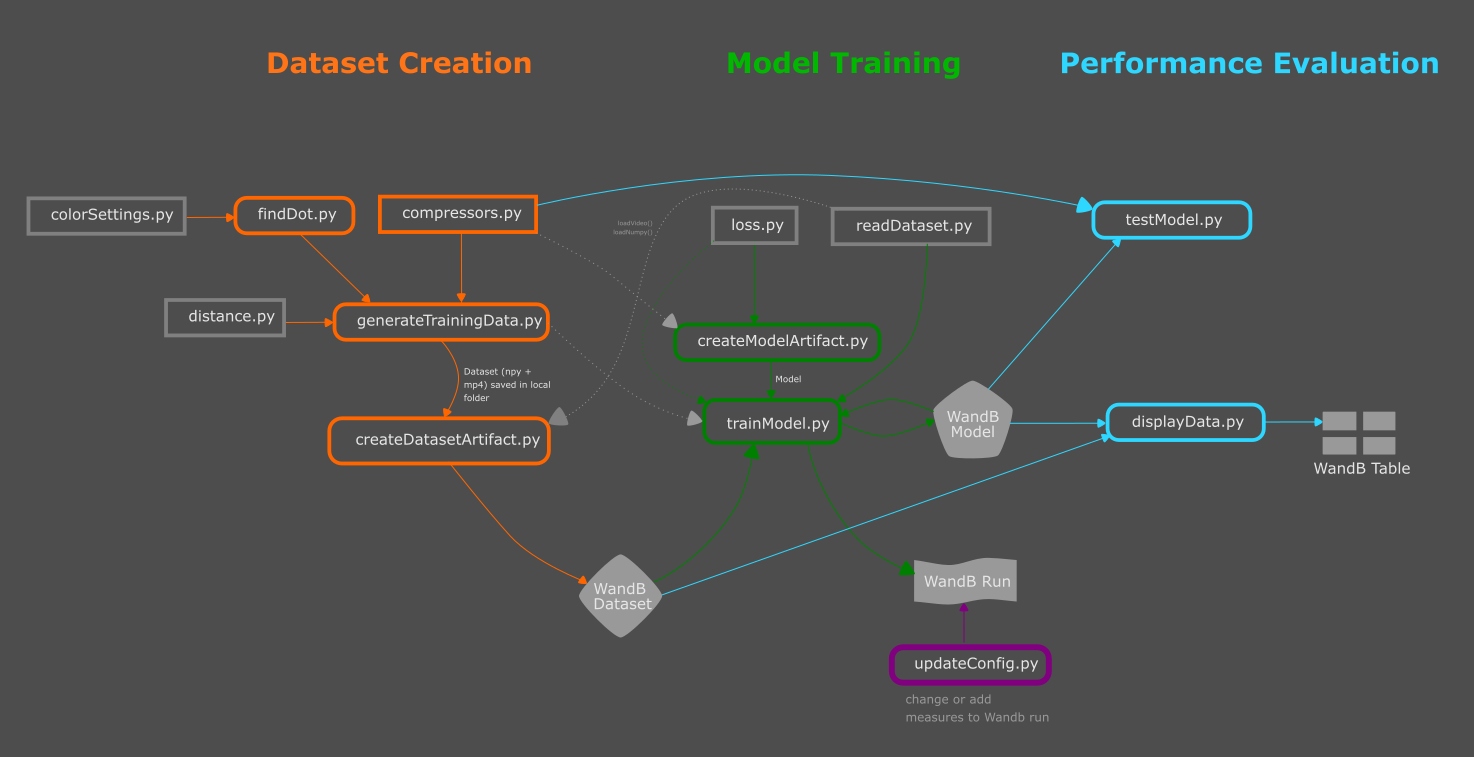 Dataset Creation
Model Training
Performance Evaluation
colorSettings.py
findDot.py
compressors.py
loadVideo()
loadNumpy()
loss.py
readDataset.py
testModel.py
distance.py
generateTrainingData.py
createModelArtifact.py
Dataset (npy +
mp4) saved in local
folder
Model
createDatasetArtifact.py
trainModel.py
WandB
Model
displayData.py
WandB Table
WandB
Dataset
WandB Run
updateConfig.py
change or add
measures to Wandb run